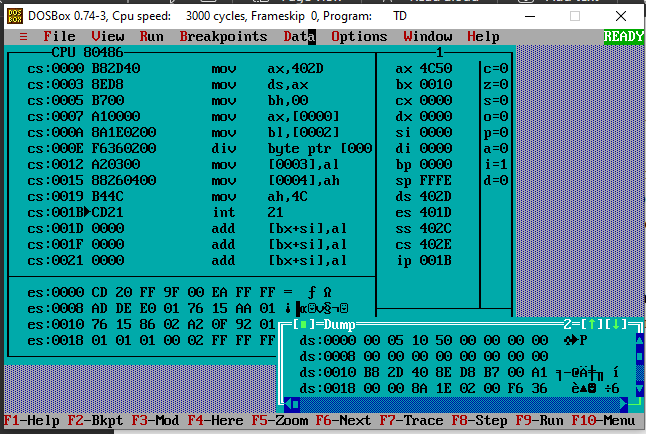 DOSBox 0.74-3, Cpu speed: 3000 cycles, Frameskip 0, Program: TD
≡ File View Run Breakpoints Data Options Window Help READY
CPU 80486 1
cs:0000 B82D40 mov ax,402D ax 4C50 c=0
cs:0003 8ED8 mov ds,ax bx 0010 z=0
cs:0005 B700 mov bh,00 cx 0000 s=0
cs:0007 A10000 mov ax,[0000] dx 0000 o=0
cs:000A 8A1E0200 mov bl,[0002] si 0000 p=0
cs:000E F6360200 div byte ptr [000 di 0000 a=0
cs:0012 A20300 mov [0003],al bp 0000 i=1
cs:0015 88260400 mov [0004],ah sp FFFE d=0
cs:0019 B44C mov ah,4C ds 402D
cs:001B►CD21 int 21 es 401D
cs:001D 0000 add [bx+si],al ss 402C
cs:001F 0000 add [bx+si],al cs 402E
cs:0021 0000 add [bx+si],al ip 001B
es:0000 CD 20 FF 9F 00 EA FF FF = ƒ Ω
es:0008 AD DE E0 01 76 15 AA 01
es:0010 76 15 86 02 A2 0F 92 01
es:0018 01 01 01 00 02 FF FF FF
[■]=Dump 2=[↑][↓]
ds:0000 00 05 10 50 00 00 00 00 ♣►P
ds:0008 00 00 00 00 00 00 00 00
ds:0010 B8 2D 40 8E D8 B7 00 A1 ╕-@Ä╪╖ í
ds:0018 00 00 8A 1E 02 00 F6 36 è▲☻ ÷6
F1-Help F2-Bkpt F3-Mod F4-Here F5-Zoom F6-Next F7-Trace F8-Step F9-Run F10-Menu